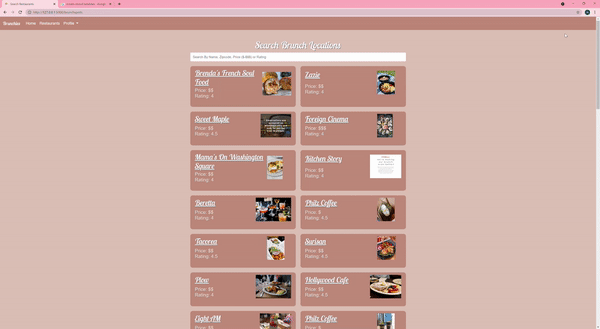 Search Restaurants
Home Restaurants Profile
Search Brunch Locations
Search By Name, Zipcode, Price ($-$$$) or Rating
Brenda's French Soul
Food
Price: $$
Rating: 4
Zazie
Price: $$
Rating: 4
Sweet Maple
Price: $$
Rating: 4.5
Foreign Cinema
Price: $$$
Rating: 4
Mama's On Washington
Square
Price: $$
Rating: 4
Kitchen Story
Price: $$
Rating: 4
Beretta
Price: $$
Rating: 4
Philz Coffee
Price: $
Rating: 4.5
Tacorea
Price: $$
Rating: 4.5
Surisan
Price: $$
Rating: 4.5
Plow
Price: $$
Rating: 4
Hollywood Cafe
Price: $$
Rating: 4.5
Eight AM
Price: $$
Philz Coffee
Price: $